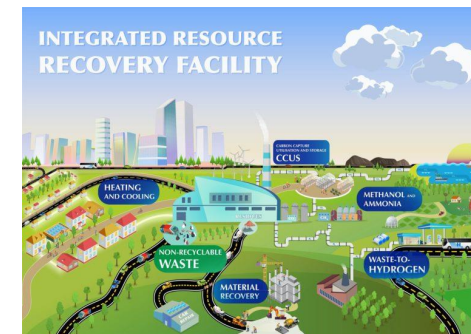 INTEGRATED RESOURCE
RECOVERY FACILITY
CARBON CAPTURE
UTILISATION AND STORAGE
CCUS
HEATING
AND COOLING
METHANOL AND
AMMONIA
NON-RECYCLABLE
WASTE
WASTE-TO-
HYDROGEN
MATERIAL
RECOVERY